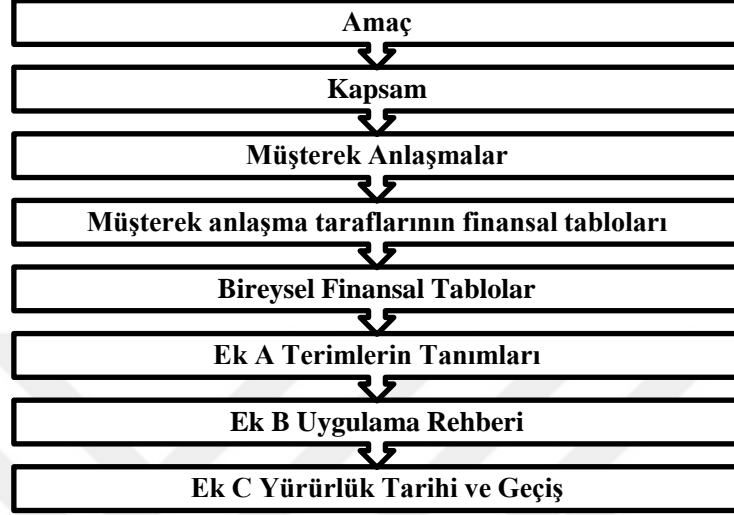 Amaç
Kapsam
Müşterek Anlaşmalar
Müşterek anlaşma taraflarının finansal tabloları
Bireysel Finansal Tablolar
Ek A Terimlerin Tanımları
Ek B Uygulama Rehberi
Ek C Yürürlük Tarihi ve Geçiş